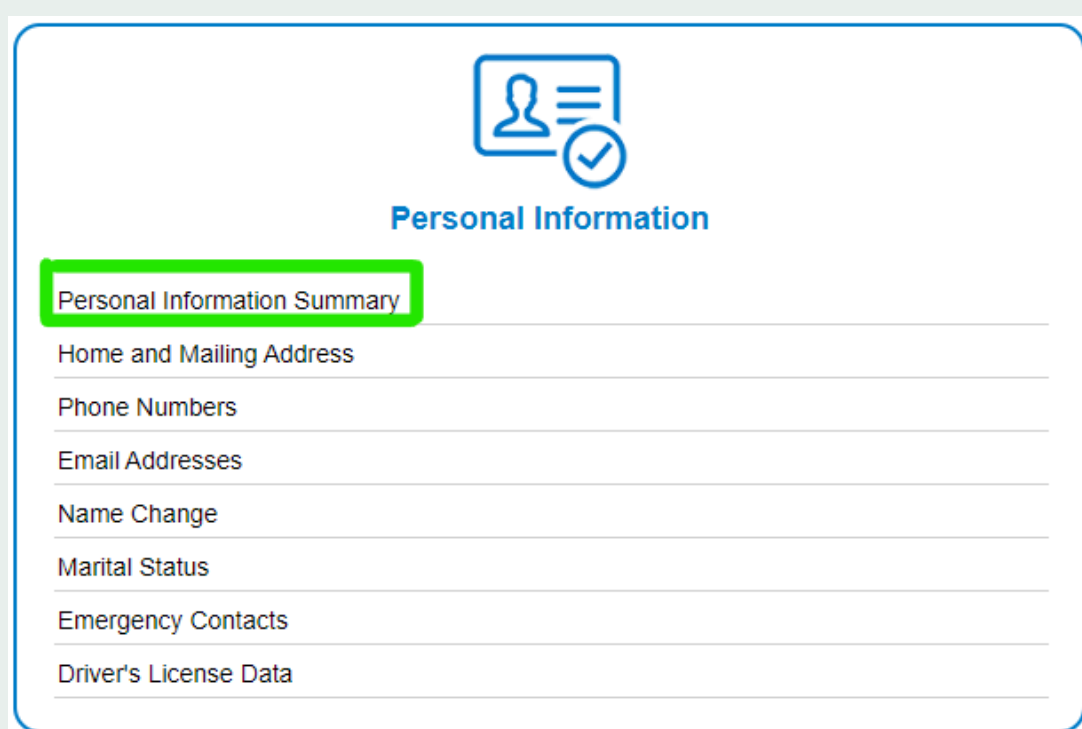 Personal Information
Personal Information Summary
Home and Mailing Address
Phone Numbers
Email Addresses
Name Change
Marital Status
Emergency Contacts
Driver's License Data